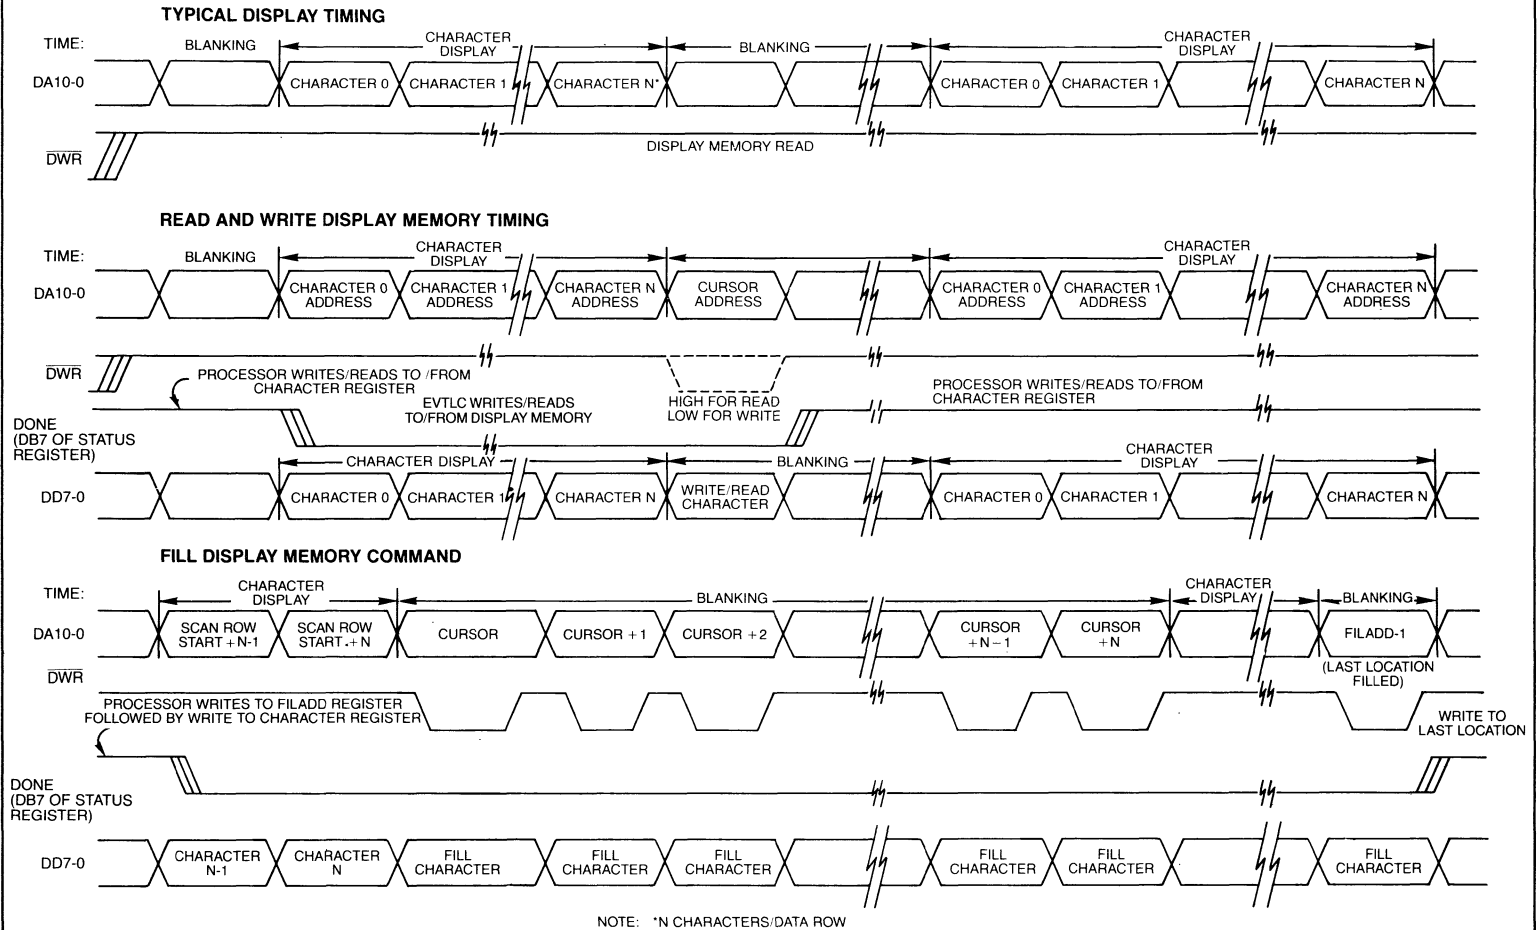 TYPICAL DISPLAY TIMING
TIME: BLANKING CHARACTER DISPLAY BLANKING CHARACTER DISPLAY
DA10-0 CHARACTER 0 CHARACTER 1 CHARACTER N* CHARACTER 0 CHARACTER 1 CHARACTER N
DWR DISPLAY MEMORY READ
READ AND WRITE DISPLAY MEMORY TIMING
TIME: BLANKING CHARACTER DISPLAY CHARACTER DISPLAY
DA10-0 CHARACTER 0 ADDRESS CHARACTER 1 ADDRESS CHARACTER N ADDRESS CURSOR ADDRESS CHARACTER 0 ADDRESS CHARACTER 1 ADDRESS CHARACTER N ADDRESS
DWR
PROCESSOR WRITES/READS TO /FROM
CHARACTER REGISTER
EVTLC WRITES/READS
TO/FROM DISPLAY MEMORY
HIGH FOR READ
LOW FOR WRITE
PROCESSOR WRITES/READS TO/FROM
CHARACTER REGISTER
DONE
(DB7 OF STATUS
REGISTER)
CHARACTER DISPLAY BLANKING CHARACTER DISPLAY
DD7-0 CHARACTER 0 CHARACTER 1 CHARACTER N WRITE/READ CHARACTER CHARACTER 0 CHARACTER 1 CHARACTER N
FILL DISPLAY MEMORY COMMAND
TIME: CHARACTER DISPLAY BLANKING CHARACTER DISPLAY BLANKING
DA10-0 SCAN ROW START +N-1 SCAN ROW START.+N CURSOR CURSOR +1 CURSOR +2 CURSOR +N-1 CURSOR +N FILADD-1
(LAST LOCATION
FILLED)
DWR
PROCESSOR WRITES TO FILADD REGISTER
FOLLOWED BY WRITE TO CHARACTER REGISTER
WRITE TO
LAST LOCATION
DONE
(DB7 OF STATUS
REGISTER)
DD7-0 CHARACTER N-1 CHARACTER N FILL CHARACTER FILL CHARACTER FILL CHARACTER FILL CHARACTER FILL CHARACTER FILL CHARACTER
NOTE: *N CHARACTERS/DATA ROW